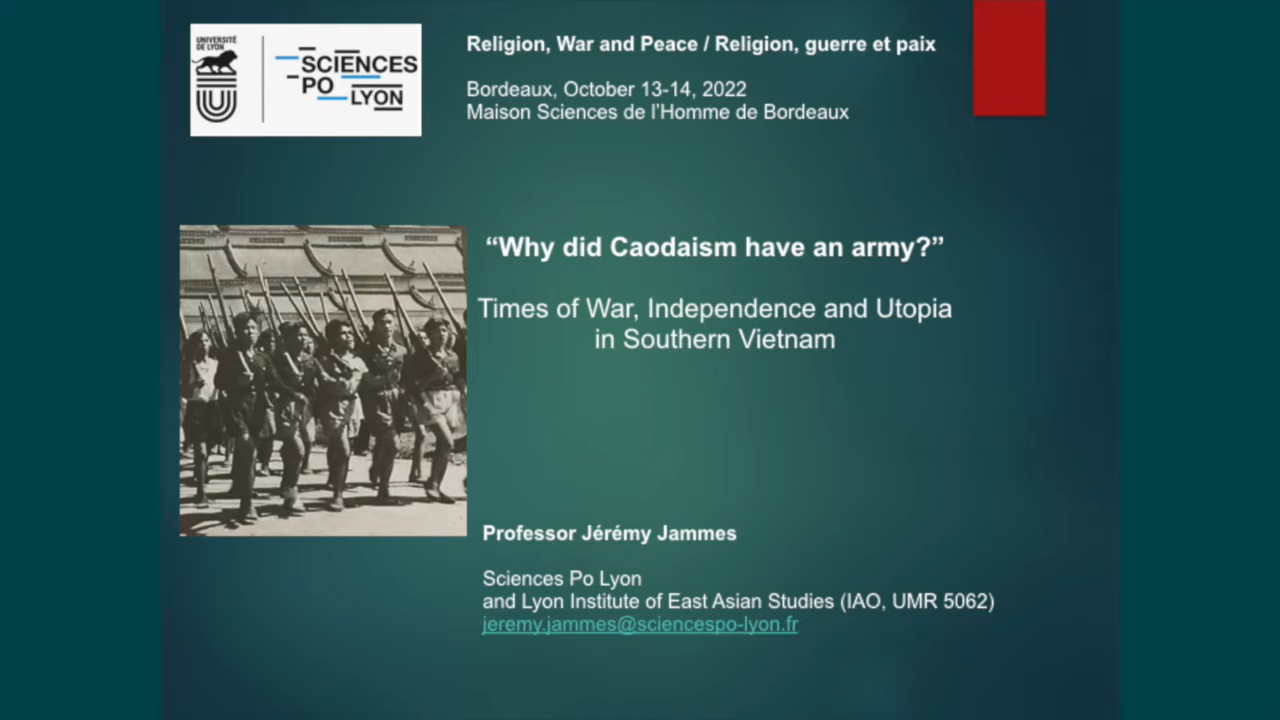 UNIVERSITÉ
DE LYON
SCIENCES
PO
LYON
Religion, War and Peace / Religion, guerre et paix
Bordeaux, October 13-14, 2022
Maison Sciences de l'Homme de Bordeaux
“Why did Caodaism have an army?”
Times of War, Independence and Utopia
in Southern Vietnam
Professor Jérémy Jammes
Sciences Po Lyon
and Lyon Institute of East Asian Studies (IAO, UMR 5062)
jeremy.jammes@sciencespo-lyon.fr